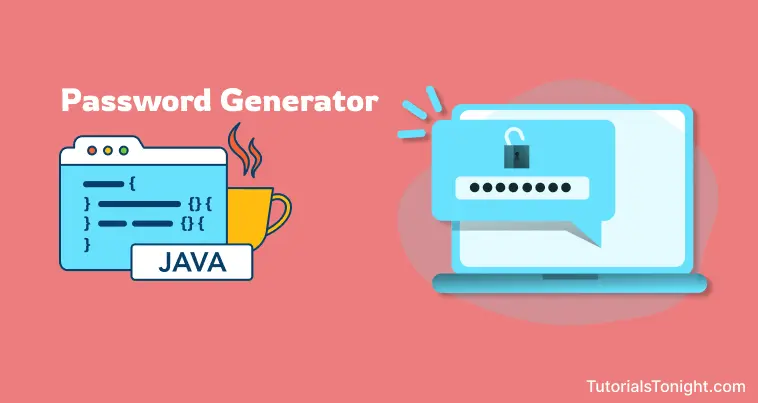 Password Generator
{
} {} {
} {} {
}
JAVA
TutorialsTonight.com